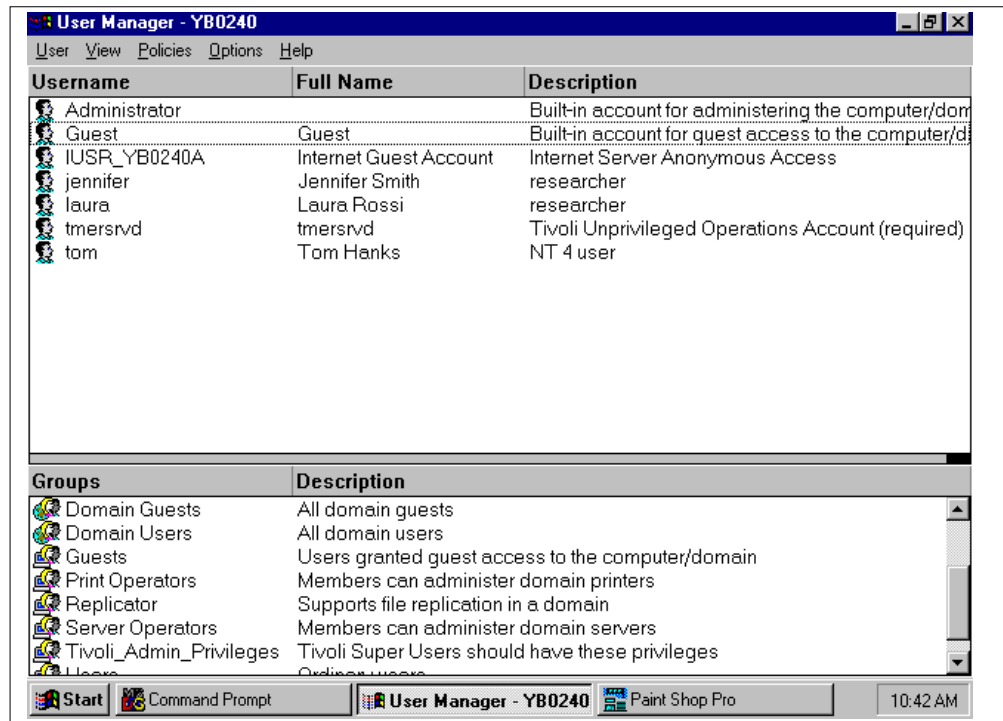 User Manager - YB0240
User View Policies Options Help
Username Full Name Description
Administrator Built-in account for administering the computer/dom
Guest Guest Built-in account for guest access to the computer/d
IUSR_YB0240A Internet Guest Account Internet Server Anonymous Access
jennifer Jennifer Smith researcher
laura Laura Rossi researcher
tmersrvd tmersrvd Tivoli Unprivileged Operations Account (required)
tom Tom Hanks NT 4 user
Groups Description
Domain Guests All domain guests
Domain Users All domain users
Guests Users granted guest access to the computer/domain
Print Operators Members can administer domain printers
Replicator Supports file replication in a domain
Server Operators Members can administer domain servers
Tivoli_Admin_Privileges Tivoli Super Users should have these privileges
Users Ordinary users
Start Command Prompt User Manager - YB0240 Paint Shop Pro 10:42 AM